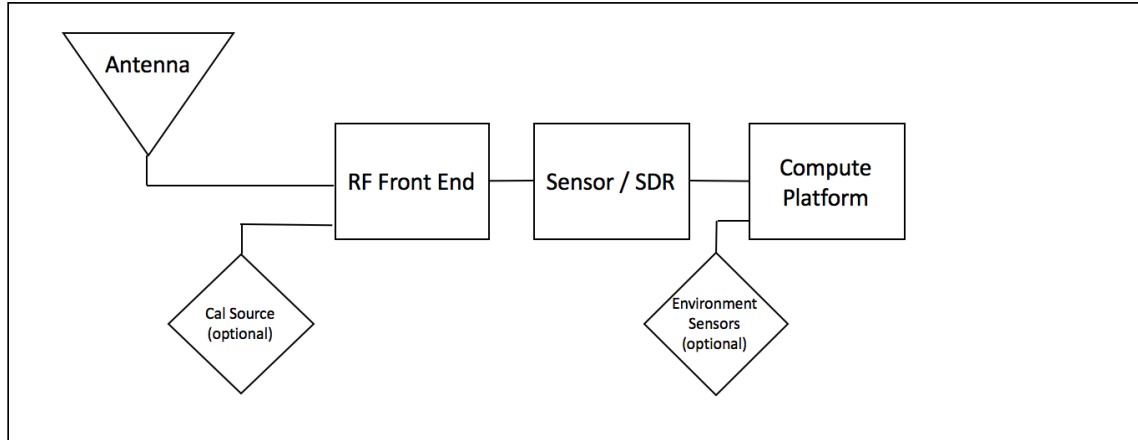 Antenna
RF Front End
Sensor / SDR
Compute
Platform
Cal Source
(optional)
Environment
Sensors
(optional)